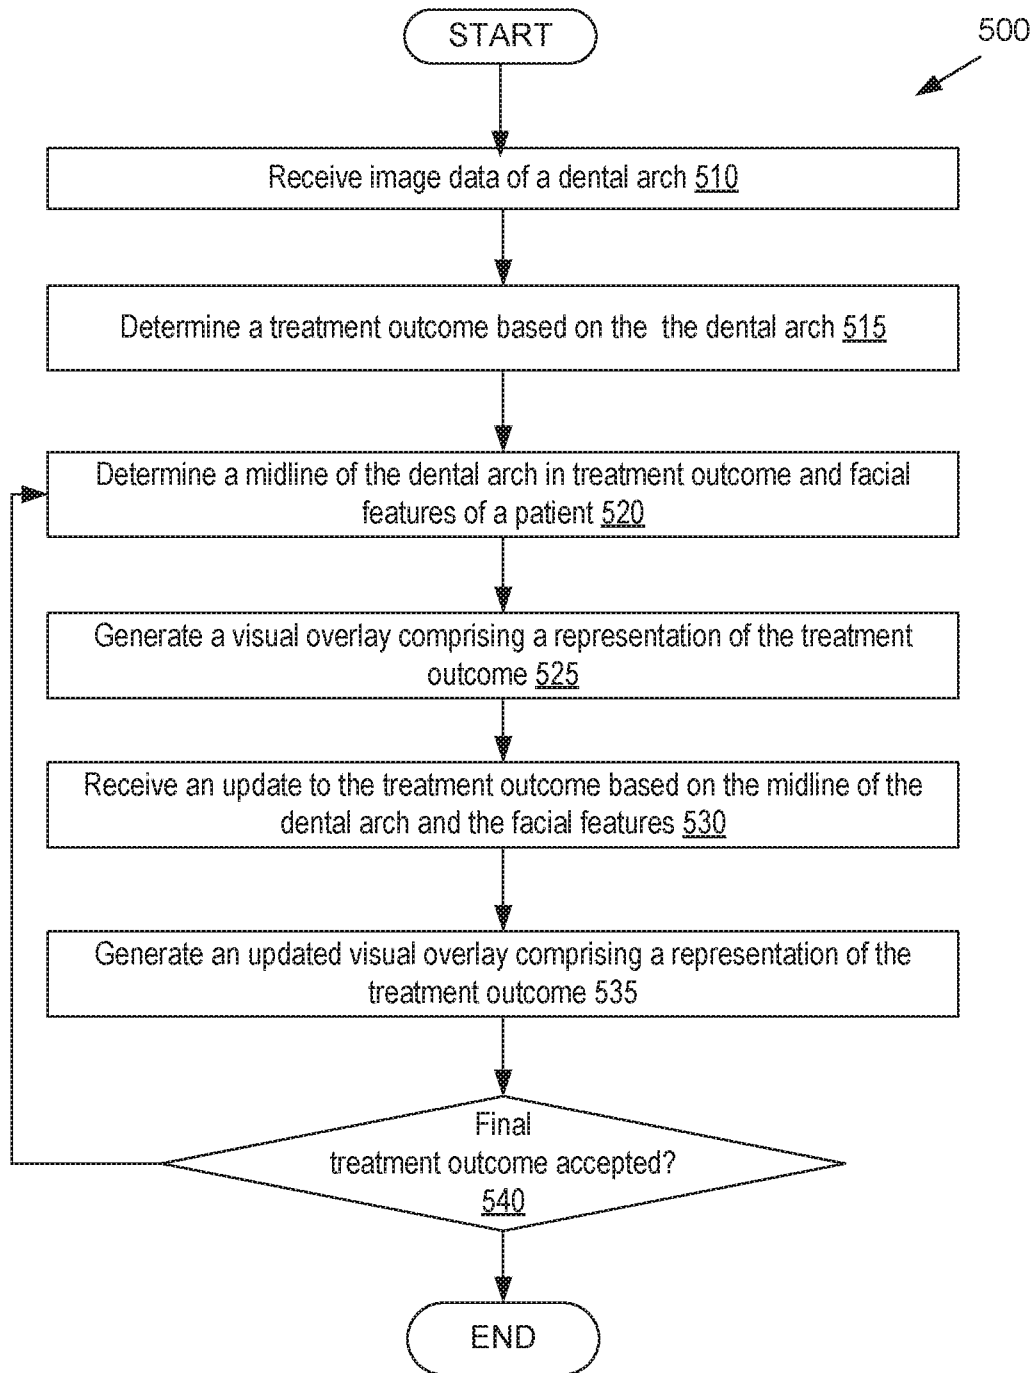 START
500
Receive image data of a dental arch 510
Determine a treatment outcome based on the the dental arch 515
Determine a midline of the dental arch in treatment outcome and facial
features of a patient 520
Generate a visual overlay comprising a representation of the treatment
outcome 525
Receive an update to the treatment outcome based on the midline of the
dental arch and the facial features 530
Generate an updated visual overlay comprising a representation of the
treatment outcome 535
Final
treatment outcome accepted?
540
END